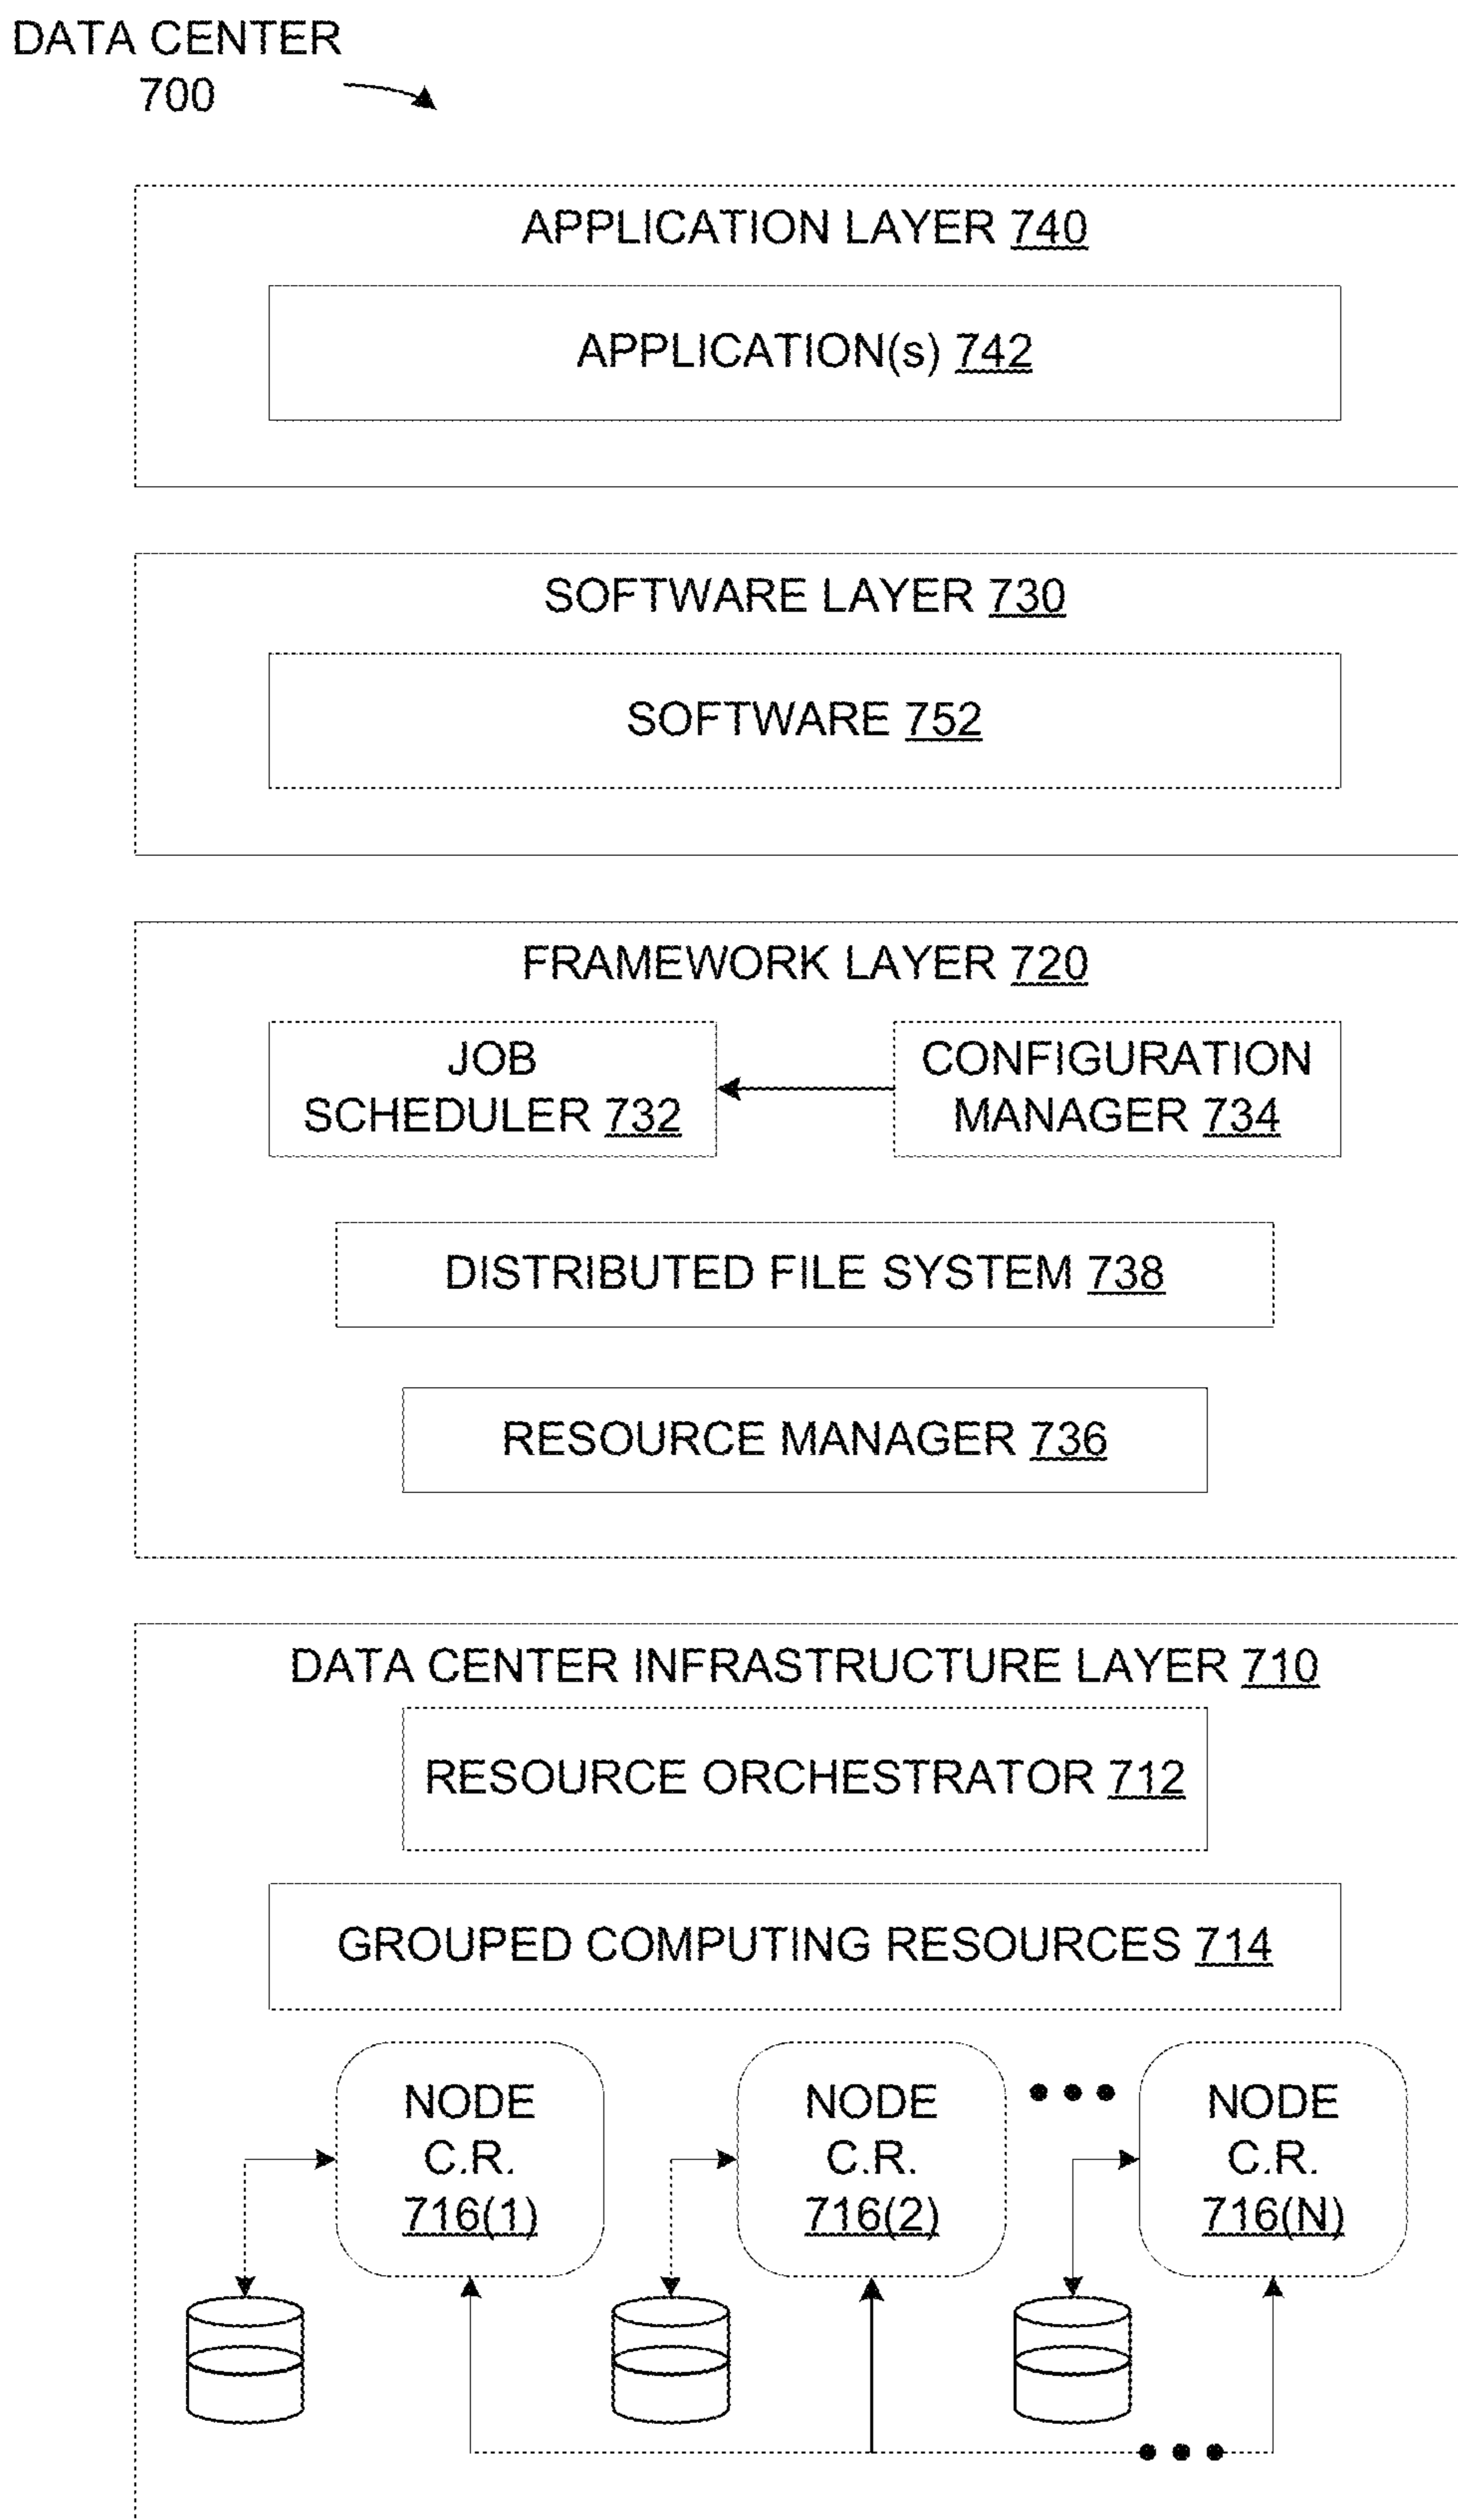 DATA CENTER
700
APPLICATION LAYER 740
APPLICATION(s) 742
SOFTWARE LAYER 730
SOFTWARE 752
FRAMEWORK LAYER 720
JOB
SCHEDULER 732
CONFIGURATION
MANAGER 734
DISTRIBUTED FILE SYSTEM 738
RESOURCE MANAGER 736
DATA CENTER INFRASTRUCTURE LAYER 710
RESOURCE ORCHESTRATOR 712
GROUPED COMPUTING RESOURCES 714
NODE
C.R.
716(1)
NODE
C.R.
716(2)
NODE
C.R.
716(N)